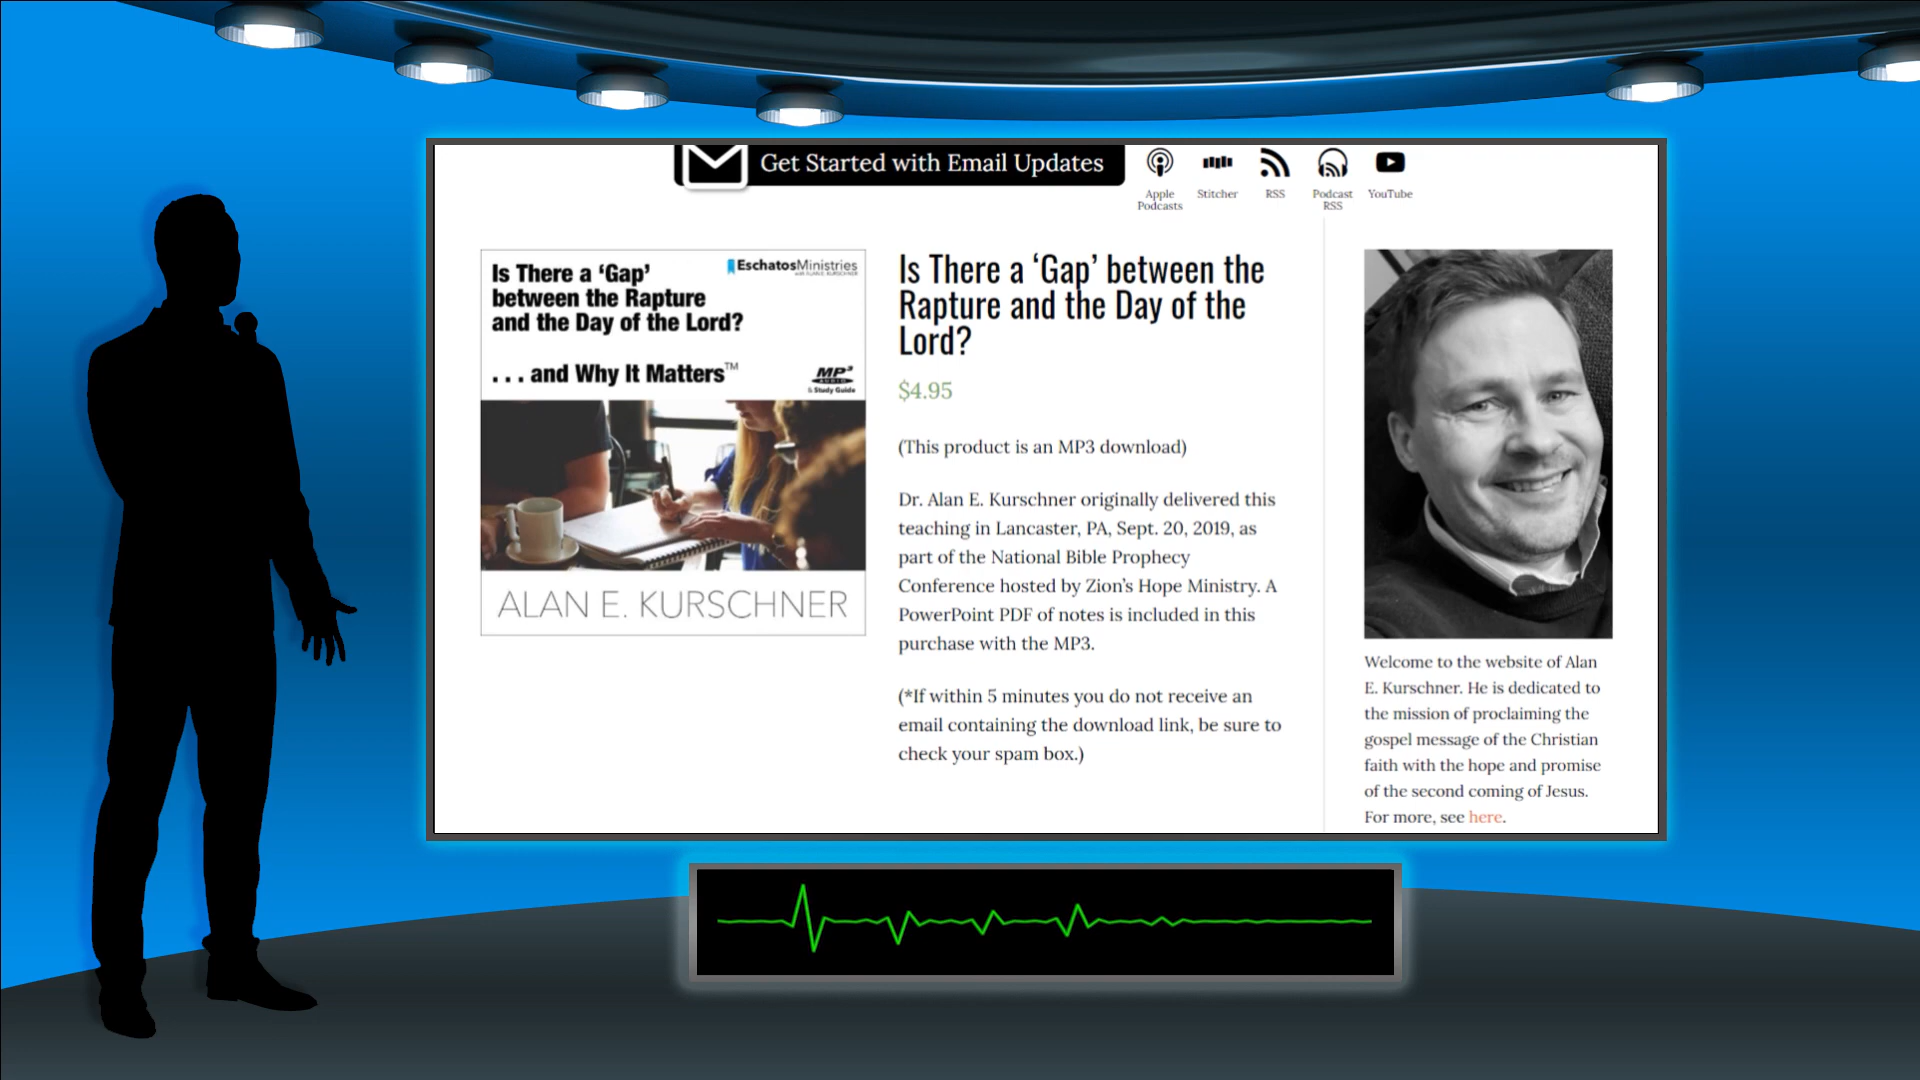 Get Started with Email Updates
Apple
Podcasts
Stitcher
RSS
Podcast
RSS
YouTube
Is There a ‘Gap’
between the Rapture
and the Day of the Lord?
. . . and Why It Matters™
EschatosMinistries
MP3
AUDIO
& Study Guide
ALAN E. KURSCHNER
Is There a ‘Gap’ between the
Rapture and the Day of the
Lord?
$4.95
(This product is an MP3 download)
Dr. Alan E. Kurschner originally delivered this
teaching in Lancaster, PA, Sept. 20, 2019, as
part of the National Bible Prophecy
Conference hosted by Zion’s Hope Ministry. A
PowerPoint PDF of notes is included in this
purchase with the MP3.
(*If within 5 minutes you do not receive an
email containing the download link, be sure to
check your spam box.)
Welcome to the website of Alan
E. Kurschner. He is dedicated to
the mission of proclaiming the
gospel message of the Christian
faith with the hope and promise
of the second coming of Jesus.
For more, see here.